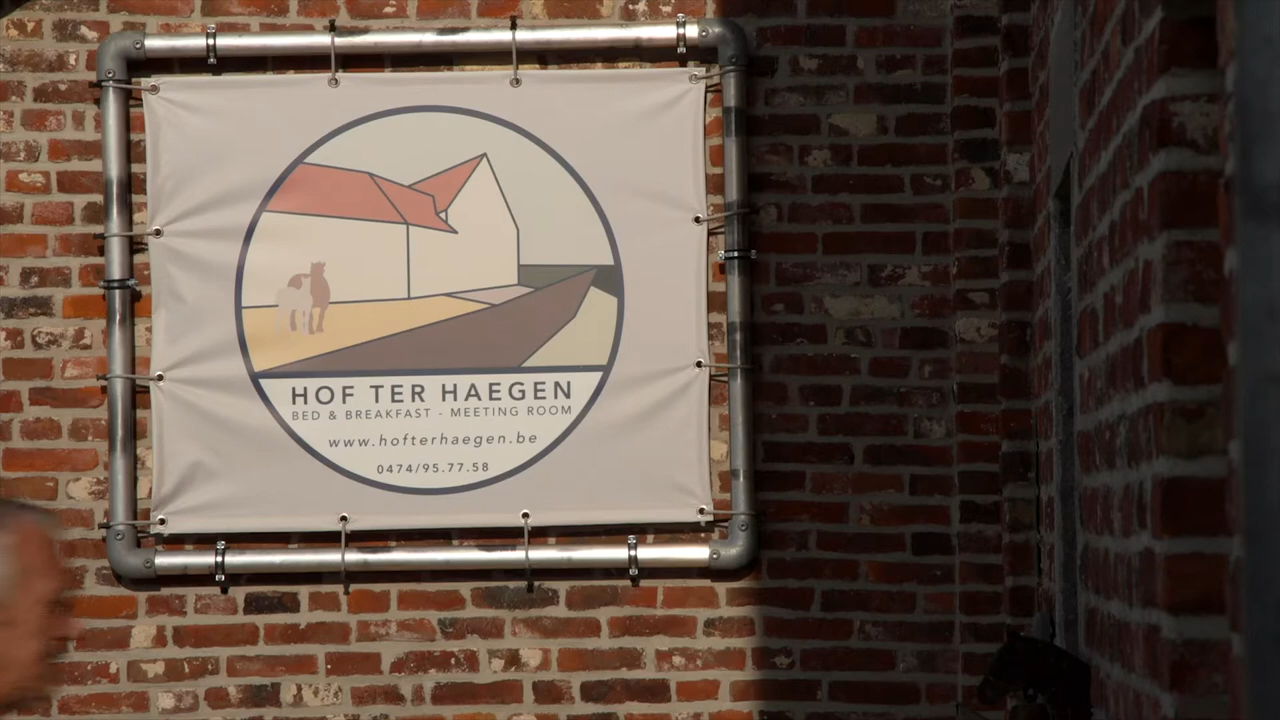 HOF TER HAEGEN
BED & BREAKFAST - MEETING ROOM
www.hofterhaegen.be
0474/95.77.58